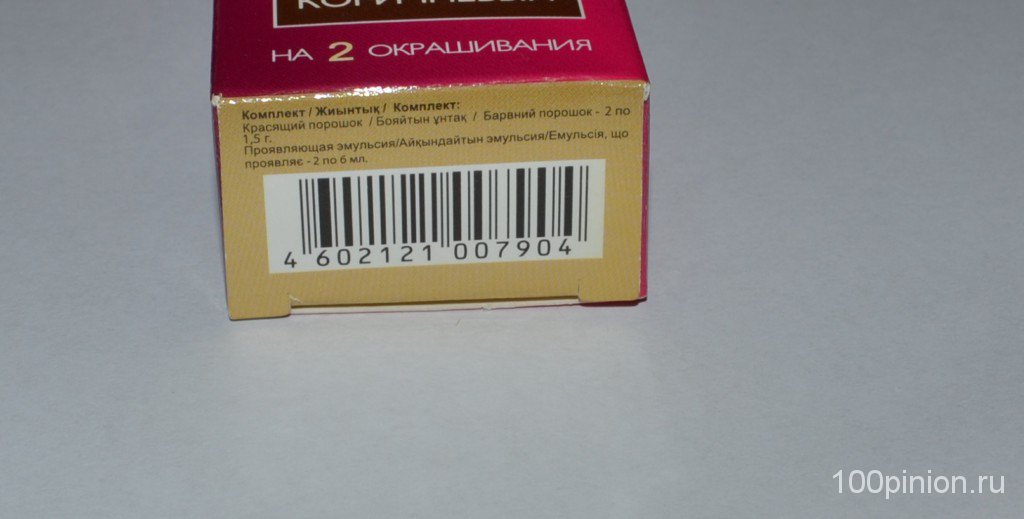 НА 2 ОКРАШИВАНИЯ
Комплект / Жиынтық / Комплект:
Красящий порошок / Бояйтын ұнтақ / Барвний порошок - 2 по
1,5 г.
Проявляющая эмульсия/Айқындайтын эмульсия/Емульсія, що
проявляє - 2 по 6 мл.
4 602121 007904
100pinion.ru